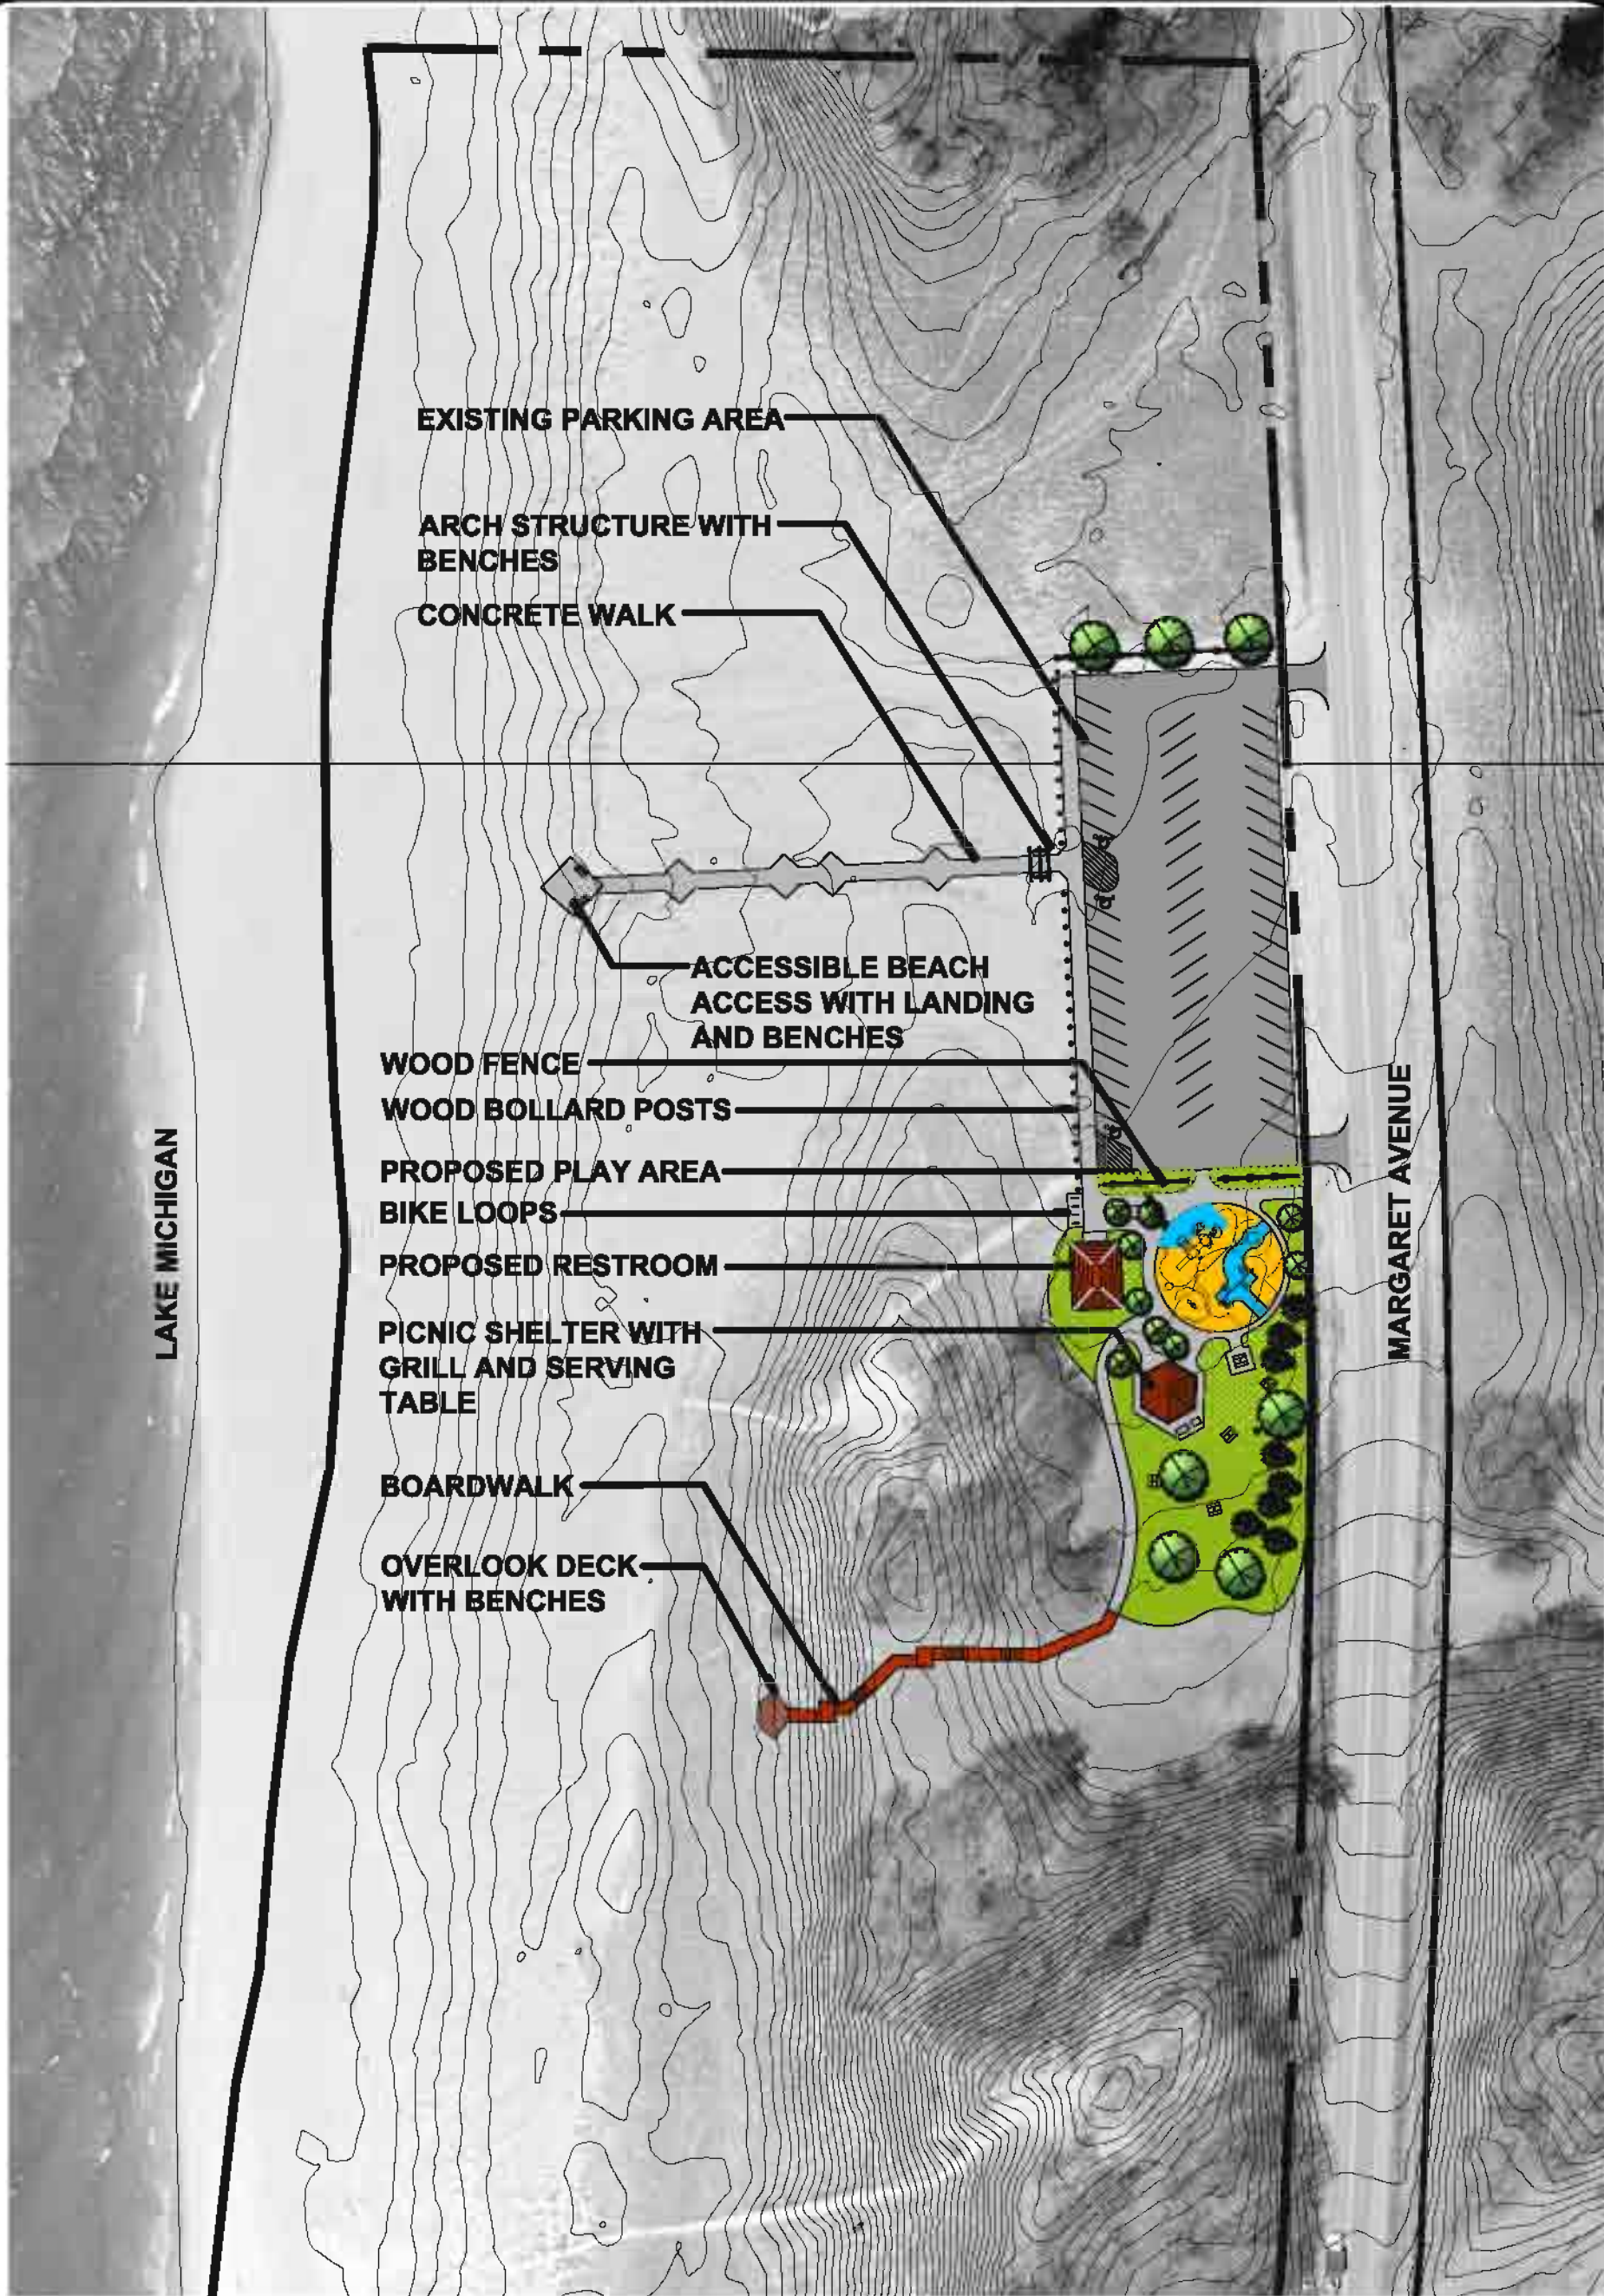 EXISTING PARKING AREA
ARCH STRUCTURE WITH
BENCHES
CONCRETE WALK
ACCESSIBLE BEACH
ACCESS WITH LANDING
AND BENCHES
WOOD FENCE
WOOD BOLLARD POSTS
PROPOSED PLAY AREA
BIKE LOOPS
PROPOSED RESTROOM
PICNIC SHELTER WITH
GRILL AND SERVING
TABLE
BOARDWALK
OVERLOOK DECK
WITH BENCHES
LAKE MICHIGAN
MARGARET AVENUE